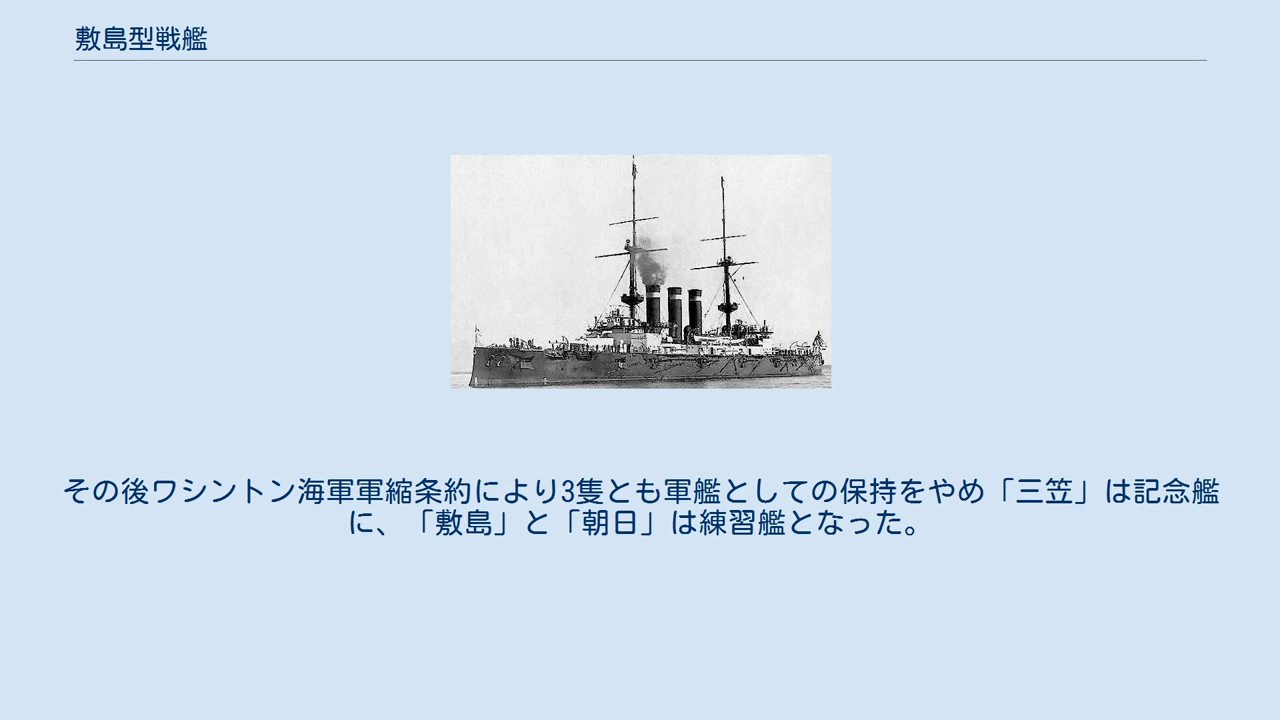 敷島型戦艦
その後ワシントン海軍軍縮条約により3隻とも軍艦としての保持をやめ「三笠」は記念艦
に、「敷島」と「朝日」は練習艦となった。